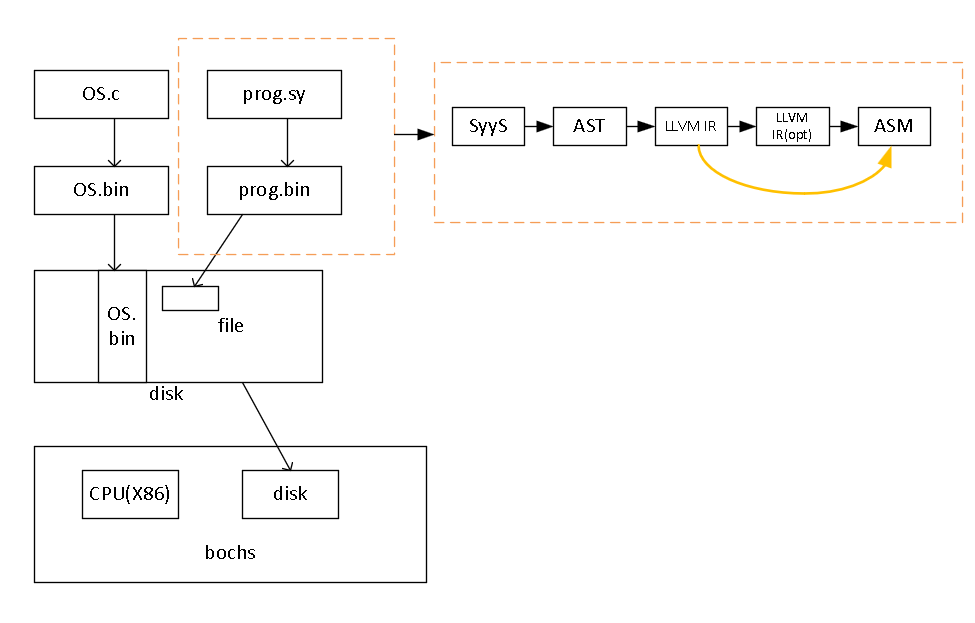 OS.c
prog.sy
SyyS
AST
LLVM IR
LLVM
IR(opt)
ASM
OS.bin
prog.bin
OS.
bin
file
disk
CPU(X86)
disk
bochs